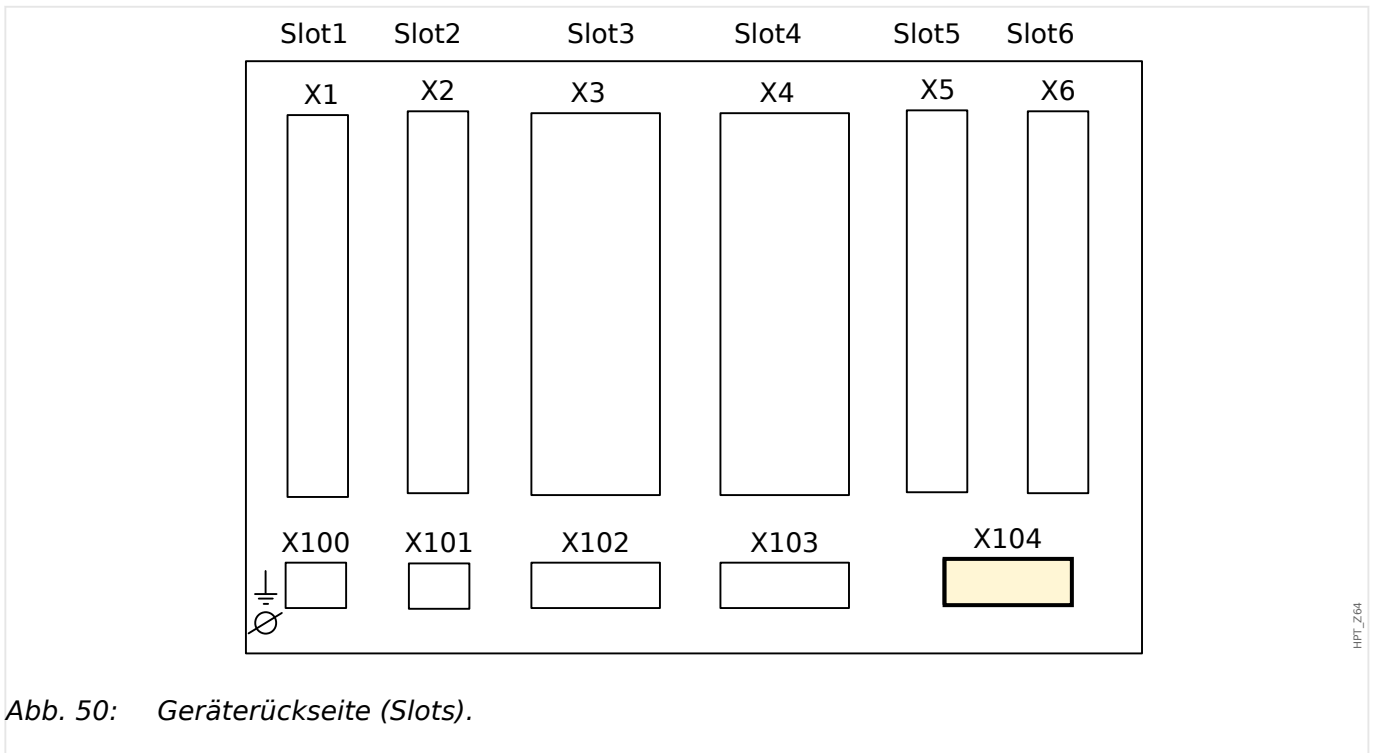 Slot1 Slot2 Slot3 Slot4 Slot5 Slot6
X1 X2 X3 X4 X5 X6
X100 X101 X102 X103 X104
HPT_Z64
Abb. 50: Geräterückseite (Slots).